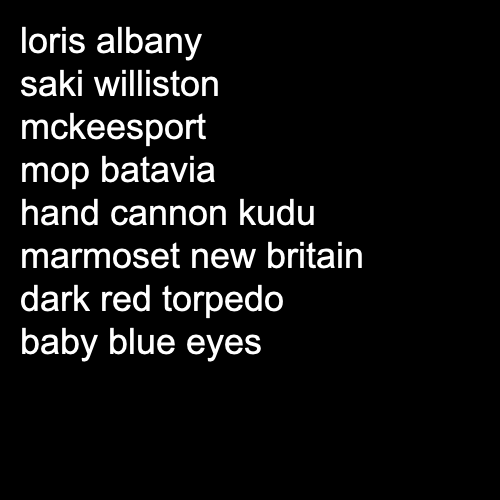 loris albany
saki williston
mckeesport
mop batavia
hand cannon kudu
marmoset new britain
dark red torpedo
baby blue eyes